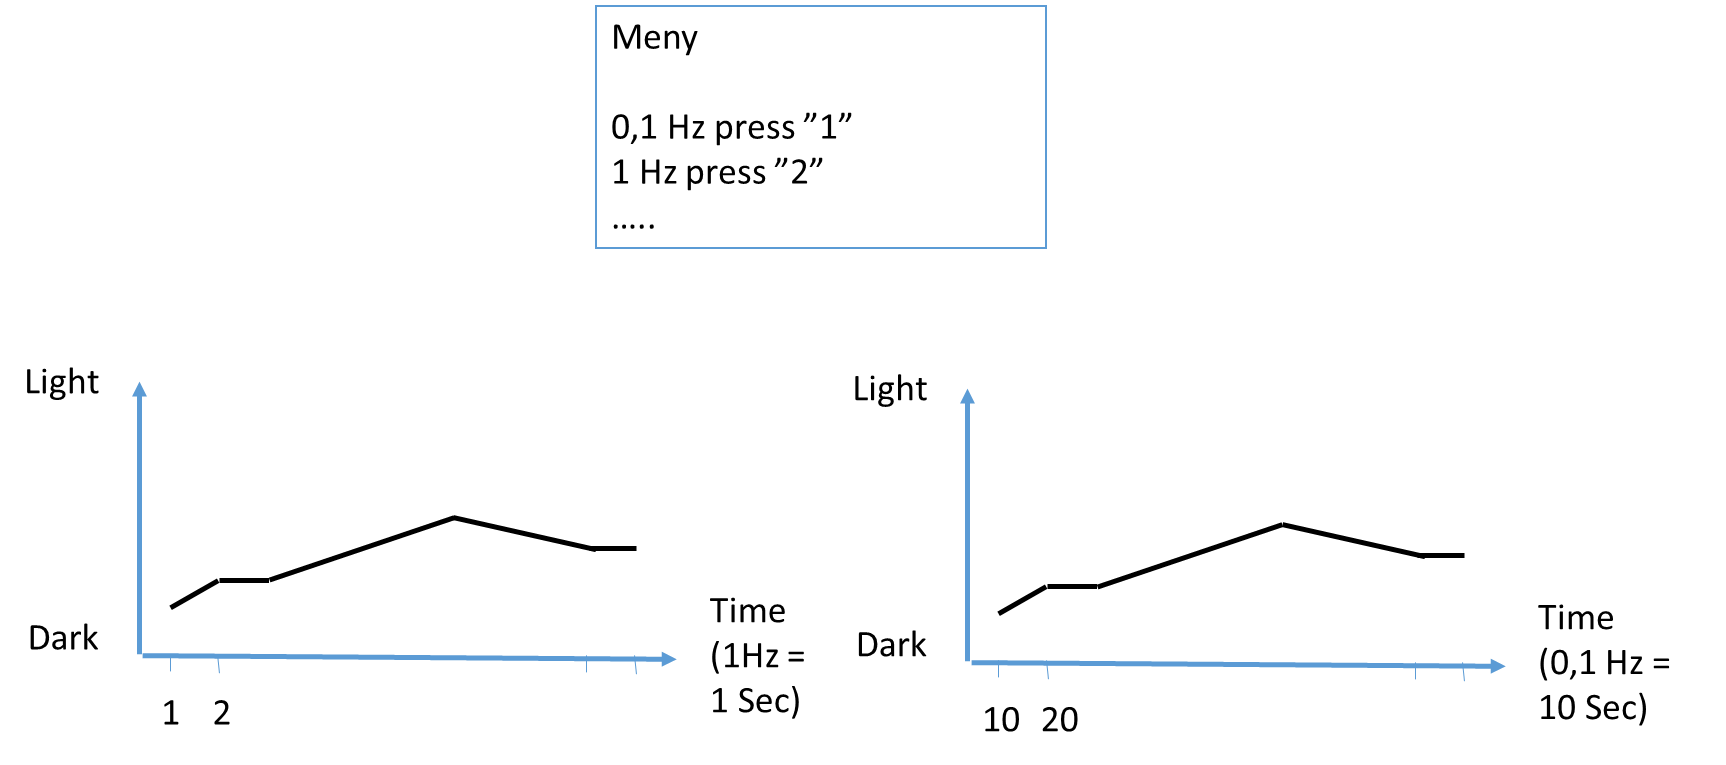 Meny
0,1 Hz press ”1”
1 Hz press ”2”
…..
Light
Dark
1 2
Time
(1Hz =
1 Sec)
Light
Dark
10 20
Time
(0,1 Hz =
10 Sec)